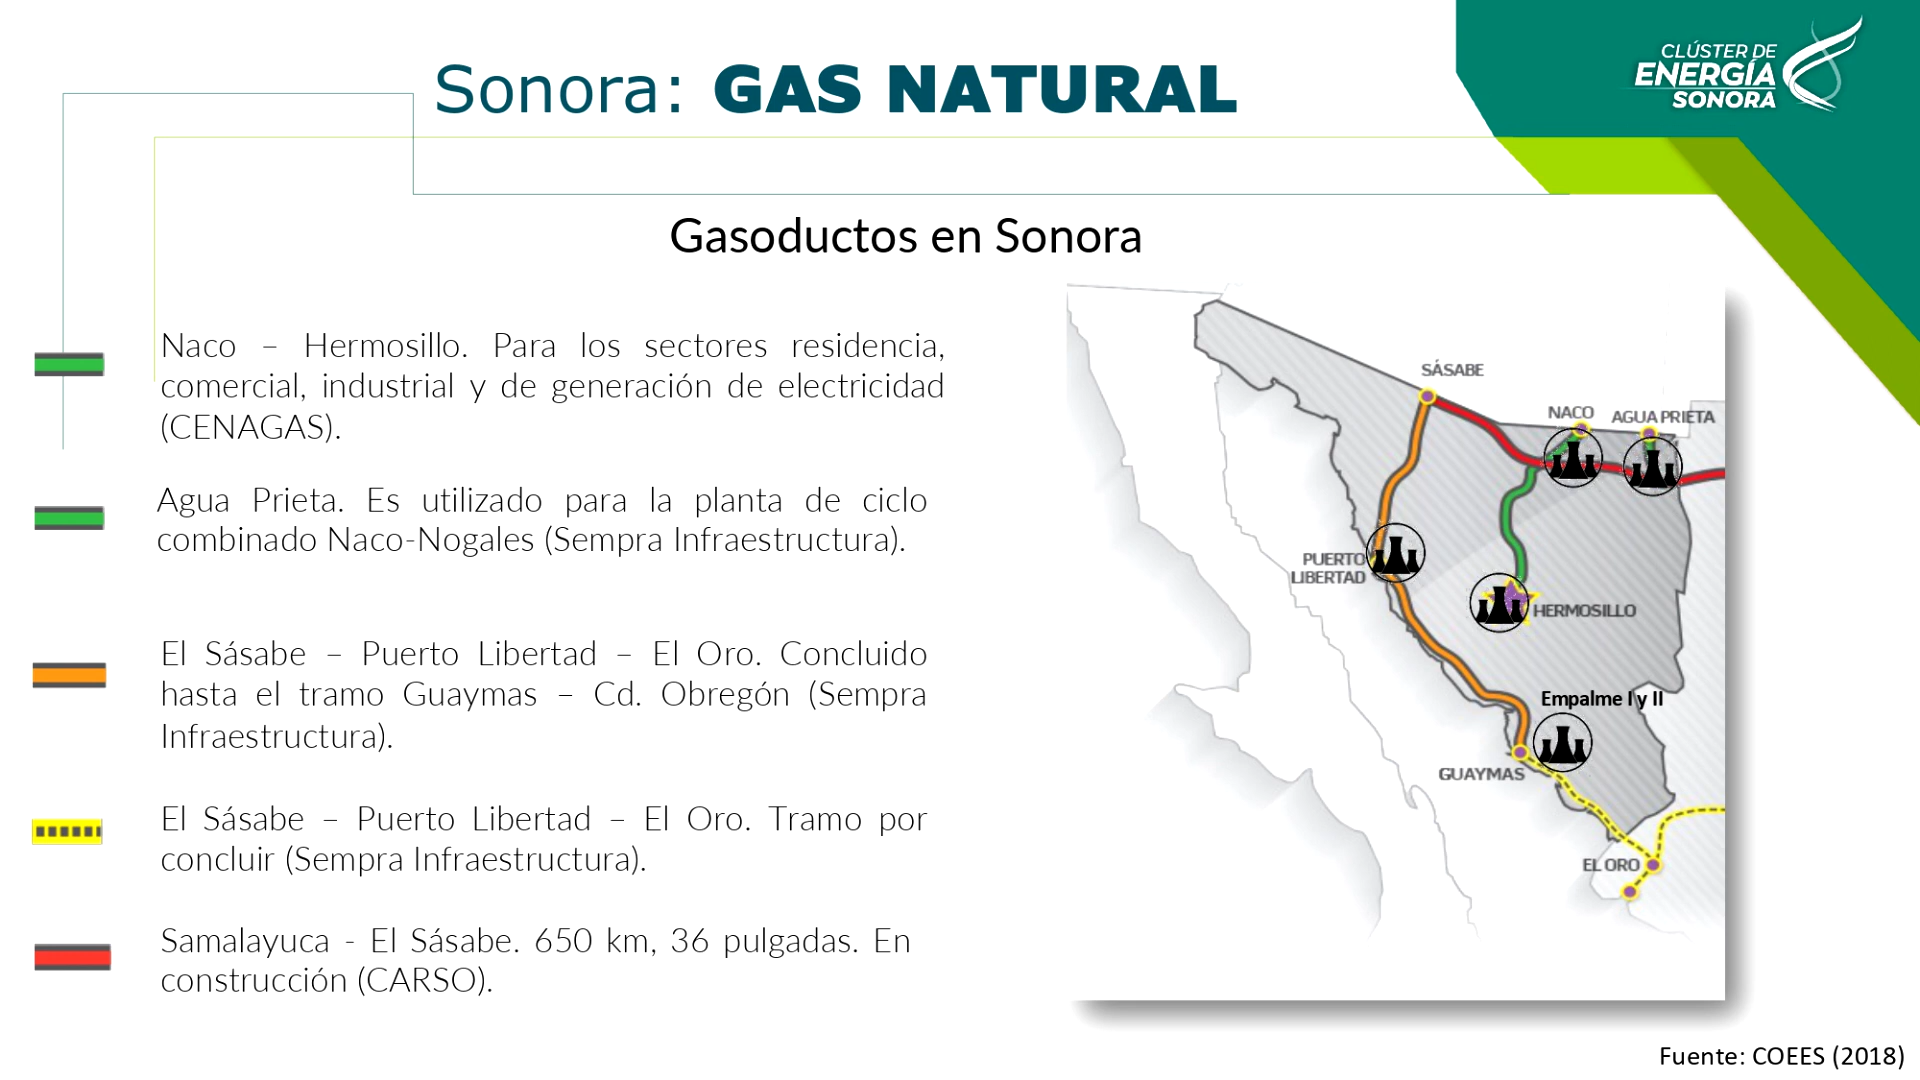 CLÚSTER DE
ENERGÍA
SONORA
Sonora: GAS NATURAL
Gasoductos en Sonora
Naco – Hermosillo. Para los sectores residencia,
comercial, industrial y de generación de electricidad
(CENAGAS).
Agua Prieta. Es utilizado para la planta de ciclo
combinado Naco-Nogales (Sempra Infraestructura).
El Sásabe – Puerto Libertad – El Oro. Concluido
hasta el tramo Guaymas – Cd. Obregón (Sempra
Infraestructura).
El Sásabe – Puerto Libertad – El Oro. Tramo por
concluir (Sempra Infraestructura).
Samalayuca - El Sásabe. 650 km, 36 pulgadas. En
construcción (CARSO).
SÁSABE
NACO
AGUA PRIETA
PUERTO
LIBERTAD
HERMOSILLO
Empalme I y II
GUAYMAS
EL ORO
Fuente: COEES (2018)